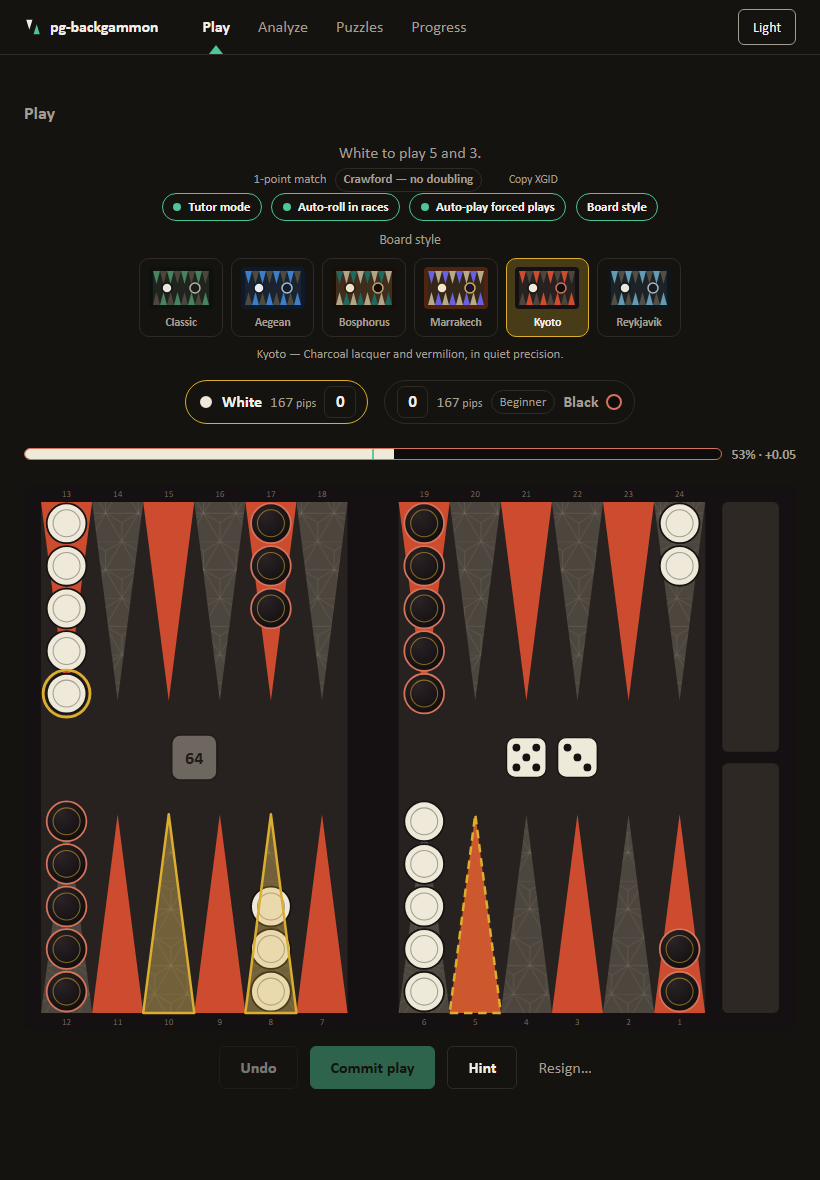 pg-backgammon Play Analyze Puzzles Progress Light
Play
White to play 5 and 3.
1-point match Crawford — no doubling Copy XGID
Tutor mode Auto-roll in races Auto-play forced plays Board style
Board style
Classic Aegean Bosphorus Marrakech Kyoto Reykjavík
Kyoto — Charcoal lacquer and vermilion, in quiet precision.
White 167 pips 0 0 167 pips Beginner Black
53% · +0.05
13 14 15 16 17 18 19 20 21 22 23 24
64
12 11 10 9 8 7 6 5 4 3 2 1
Undo Commit play Hint Resign...